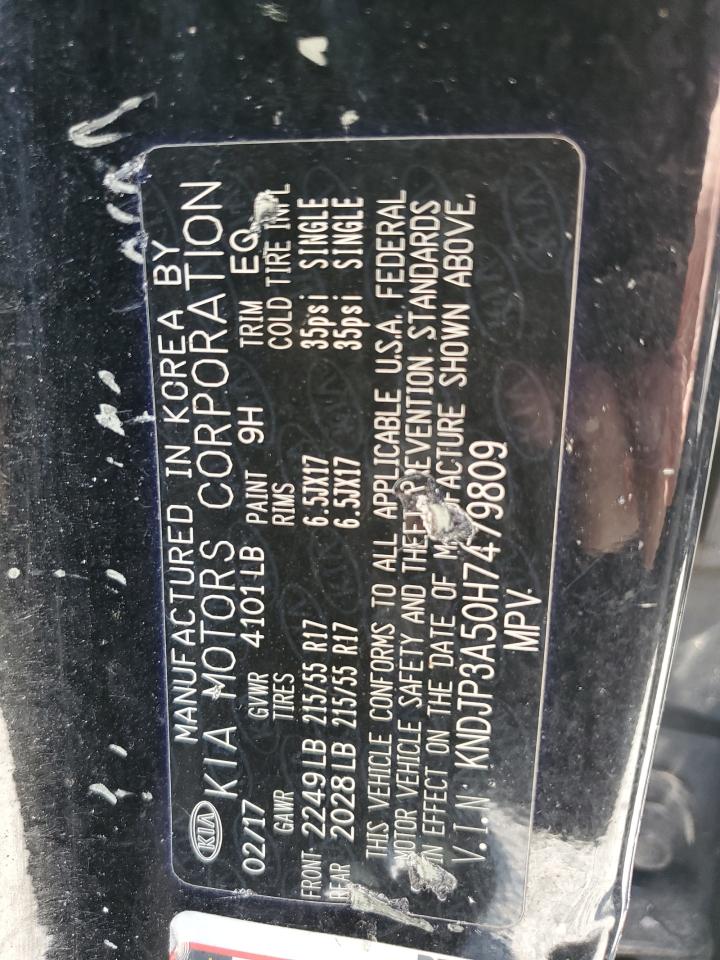 MANUFACTURED IN KOREA BY
KIA KIA MOTORS CORPORATION
02/17 GVWR 4101LB PAINT 9H TRIM EQ
GAWR TIRES RIMS COLD TIRE INFL
FRONT 2249LB 215/55 R17 6.5JX17 35psi SINGLE
REAR 2028LB 215/55 R17 6.5JX17 35psi SINGLE
THIS VEHICLE CONFORMS TO ALL APPLICABLE U.S.A. FEDERAL
MOTOR VEHICLE SAFETY AND THEFT PREVENTION STANDARDS
IN EFFECT ON THE DATE OF MANUFACTURE SHOWN ABOVE.
V.I.N: KNDJP3A50H7479809
MPV